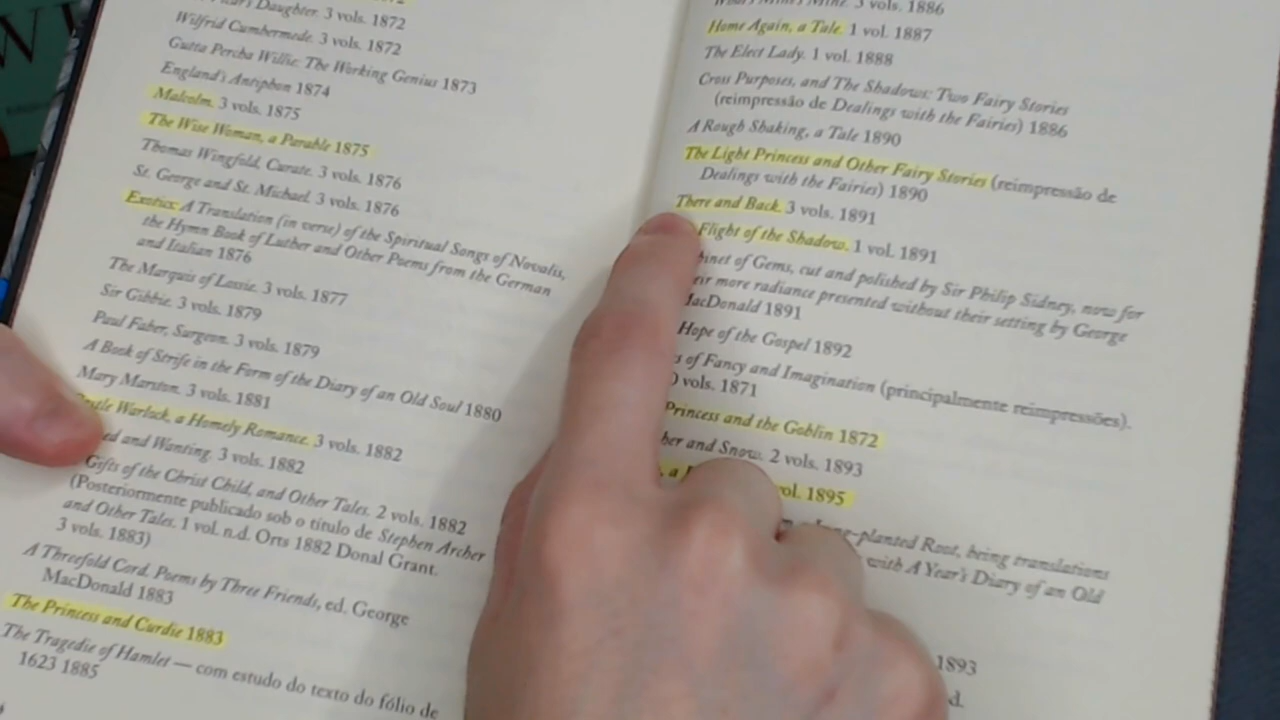 Daughter. 3 vols. 1872
Wilfrid Cumbermede. 3 vols. 1872
Gutta Percha Willie: The Working Genius 1873
England's Antiphon 1874
Malcolm. 3 vols. 1875
The Wise Woman, a Parable 1875
Thomas Wingfold, Curate. 3 vols. 1876
St. George and St. Michael. 3 vols. 1876
Exotics: A Translation (in verse) of the Spiritual Songs of Novalis,
the Hymn Book of Luther and Other Poems from the German
and Italian 1876
The Marquis of Lossie. 3 vols. 1877
Sir Gibbie. 3 vols. 1879
Paul Faber, Surgeon. 3 vols. 1879
A Book of Strife in the Form of the Diary of an Old Soul 1880
Mary Marston. 3 vols. 1881
Warlock, a Homely Romance. 3 vols. 1882
and Wanting. 3 vols. 1882
Gifts of the Christ Child, and Other Tales. 2 vols. 1882
(Posteriormente publicado sob o título de Stephen Archer
and Other Tales. 1 vol. n.d. Orts 1882 Donal Grant.
3 vols. 1883)
A Threefold Cord. Poems by Three Friends, ed. George
MacDonald 1883
The Princess and Curdie 1883
The Tragedie of Hamlet — com estudo do texto do fólio de
1623 1885
3 vols. 1886
Home Again, a Tale. 1 vol. 1887
The Elect Lady. 1 vol. 1888
Cross Purposes, and The Shadows: Two Fairy Stories
(reimpressão de Dealings with the Fairies) 1886
A Rough Shaking, a Tale 1890
The Light Princess and Other Fairy Stories (reimpressão de
Dealings with the Fairies) 1890
There and Back. 3 vols. 1891
Flight of the Shadow. 1 vol. 1891
of Gems, cut and polished by Sir Philip Sidney, now for
more radiance presented without their setting by George
MacDonald 1891
Hope of the Gospel 1892
of Fancy and Imagination (principalmente reimpressões).
vols. 1871
Princess and the Goblin 1872
and Snow. 2 vols. 1893
a vol. 1895
-planted Root, being translations
with A Year's Diary of an Old
1893